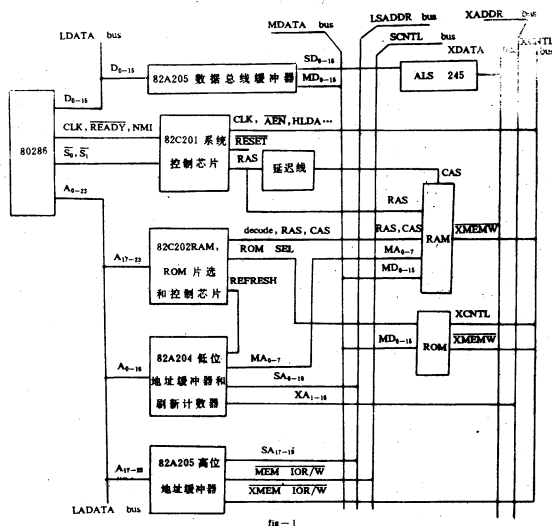 LDATA bus
MDATA bus
LSADDR bus
SCNTL bus
XADDR bus
XDATA
bus
D0-15
82A205 数据总线缓冲器
SD0-15
MD0-15
ALS 245
D0-15
CLK, READY, NMI
S0, S1
A0-23
80286
82C201 系统
控制芯片
CLK, AEN, HLDA…
RESET
RAS
延迟线
CAS
RAS
RAM
XMEMW
A17-23
82C202RAM,
ROM 片选
和控制芯片
decode, RAS, CAS
ROM SEL
REFRESH
RAS, CAS
MA0-7
MD0-15
A0-16
82A204 低位
地址缓冲器和
刷新计数器
MA0-7
SA0-16
XA1-16
MD0-15
ROM
XCNTL
XMEMW
82A205 高位
地址缓冲器
SA17-19
MEM IOR/W
XMEM IOR/W
LADATA bus
fig-1